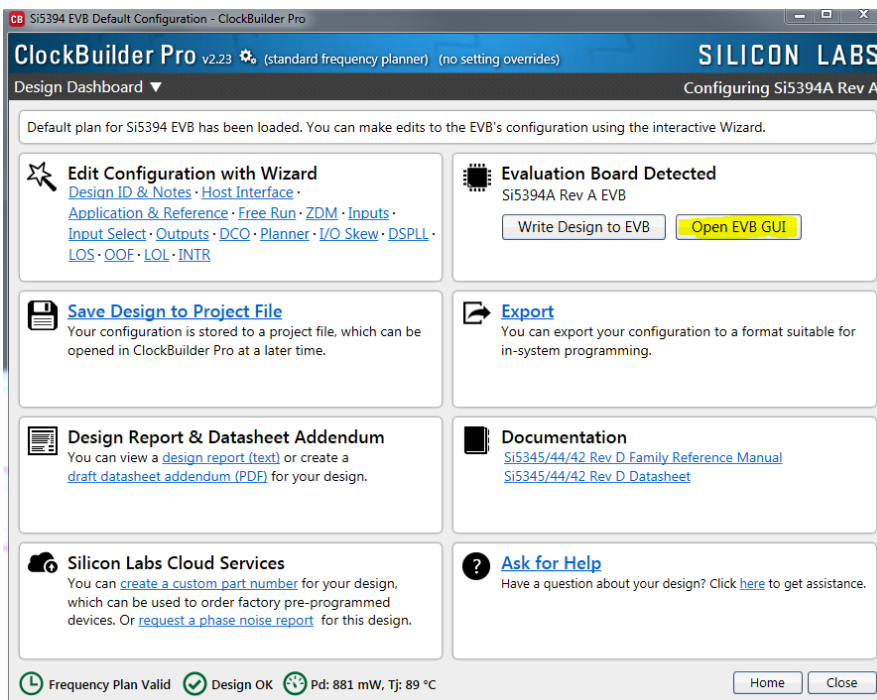 CB Si5394 EVB Default Configuration - ClockBuilder Pro
ClockBuilder Pro v2.23 (standard frequency planner) (no setting overrides) SILICON LABS
Design Dashboard ▼ Configuring Si5394A Rev A
Default plan for Si5394 EVB has been loaded. You can make edits to the EVB's configuration using the interactive Wizard.
Edit Configuration with Wizard
Design ID & Notes · Host Interface ·
Application & Reference · Free Run · ZDM · Inputs ·
Input Select · Outputs · DCO · Planner · I/O Skew · DSPLL ·
LOS · OOF · LOL · INTR
Evaluation Board Detected
Si5394A Rev A EVB
Write Design to EVB Open EVB GUI
Save Design to Project File
Your configuration is stored to a project file, which can be
opened in ClockBuilder Pro at a later time.
Export
You can export your configuration to a format suitable for
in-system programming.
Design Report & Datasheet Addendum
You can view a design report (text) or create a
draft datasheet addendum (PDF) for your design.
Documentation
Si5345/44/42 Rev D Family Reference Manual
Si5345/44/42 Rev D Datasheet
Silicon Labs Cloud Services
You can create a custom part number for your design,
which can be used to order factory pre-programmed
devices. Or request a phase noise report for this design.
? Ask for Help
Have a question about your design? Click here to get assistance.
Frequency Plan Valid Design OK Pd: 881 mW, Tj: 89 °C Home Close